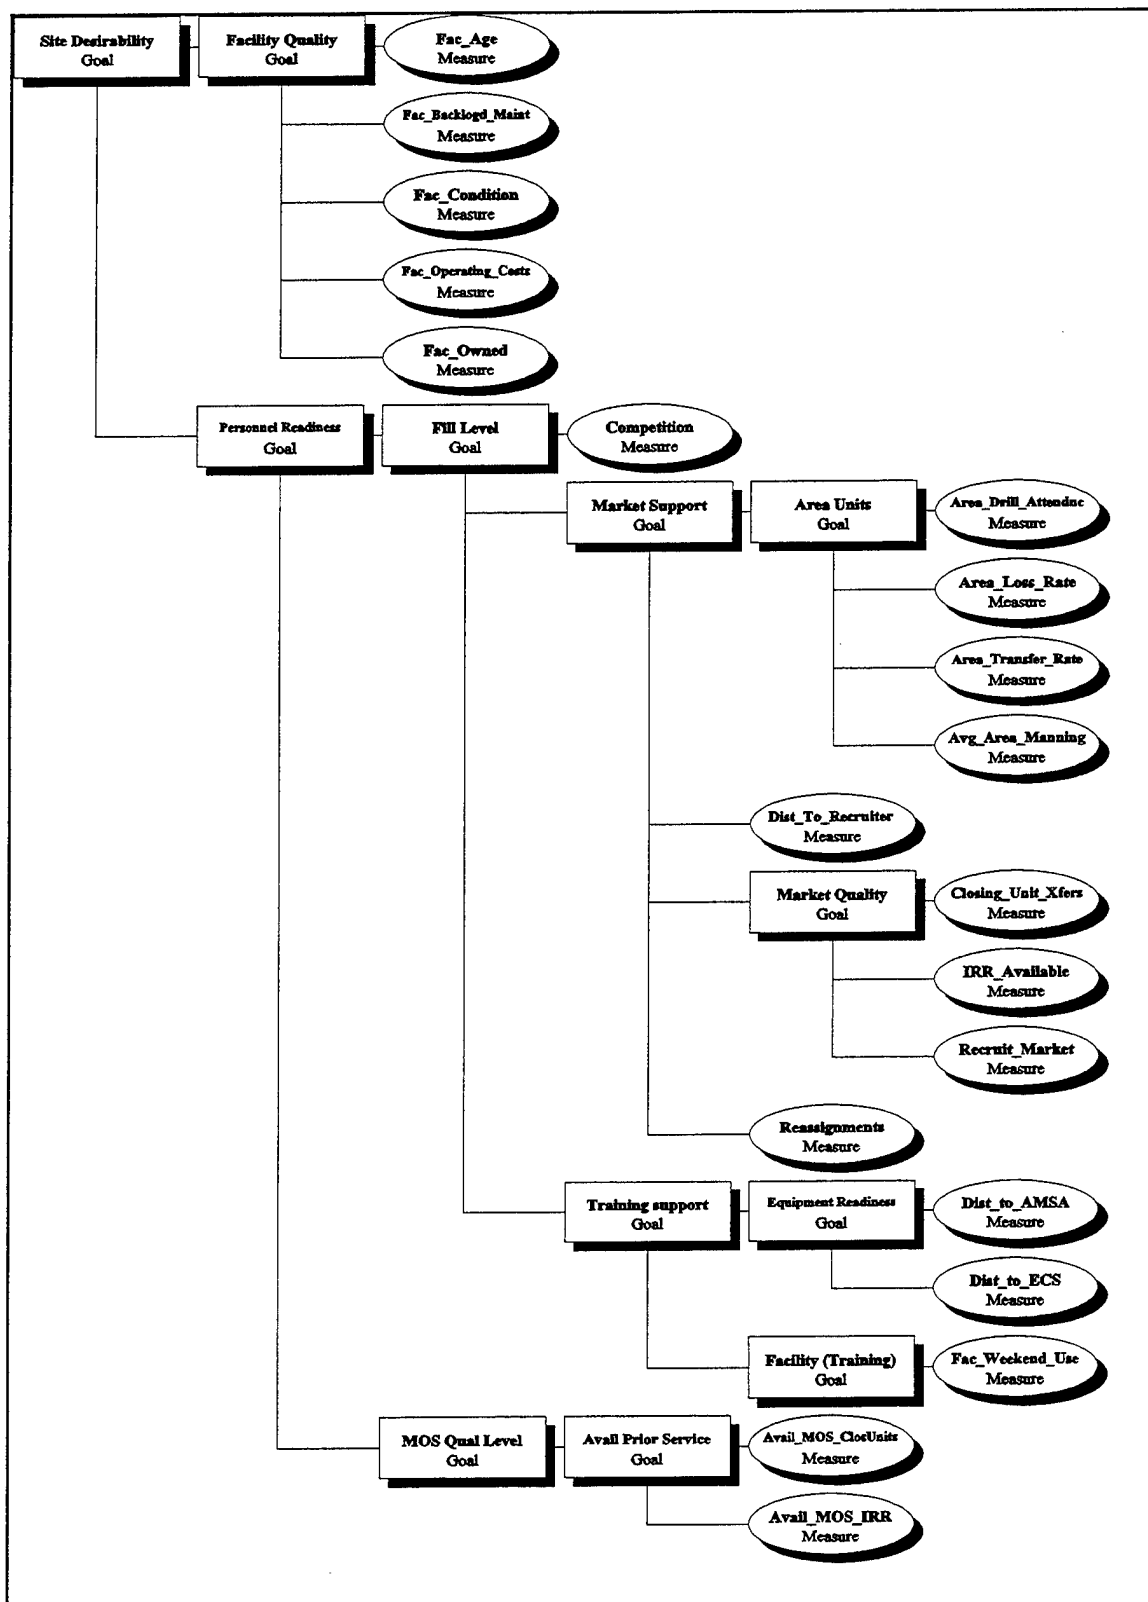 Site Desirability
Goal
Facility Quality
Goal
Fac_Age
Measure
Fac_Backlogd_Maint
Measure
Fac_Condition
Measure
Fac_Operating_Costs
Measure
Fac_Owned
Measure
Personnel Readiness
Goal
Fill Level
Goal
Competition
Measure
Market Support
Goal
Area Units
Goal
Area_Drill_Attendnc
Measure
Area_Loss_Rate
Measure
Area_Transfer_Rate
Measure
Avg_Area_Manning
Measure
Dist_To_Recruiter
Measure
Market Quality
Goal
Closing_Unit_Xfers
Measure
IRR_Available
Measure
Recruit_Market
Measure
Reassignments
Measure
Training support
Goal
Equipment Readiness
Goal
Dist_to_AMSA
Measure
Dist_to_ECS
Measure
Facility (Training)
Goal
Fac_Weekend_Use
Measure
MOS Qual Level
Goal
Avail Prior Service
Goal
Avail_MOS_ClosUnits
Measure
Avail_MOS_IRR
Measure